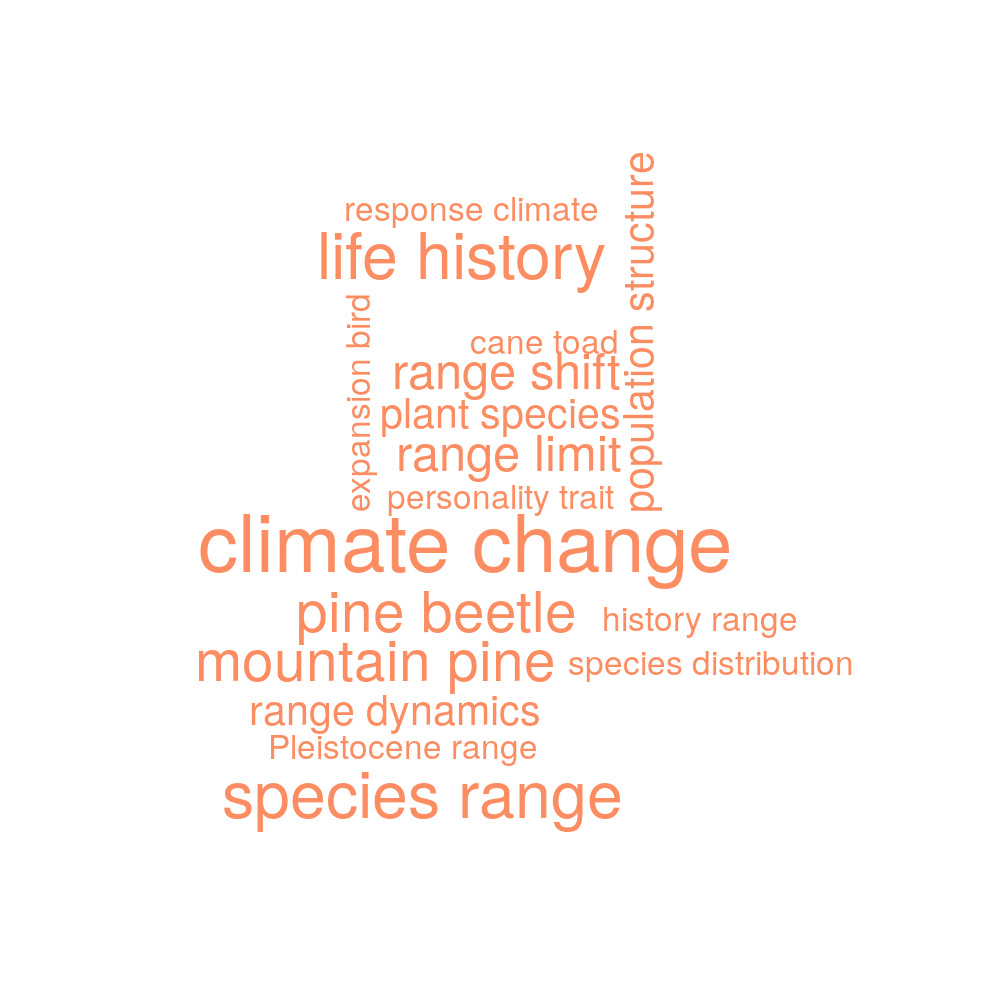 population structure
response climate
life history
expansion bird
cane toad
range shift
plant species
range limit
personality trait
climate change
pine beetle
history range
mountain pine
species distribution
range dynamics
Pleistocene range
species range